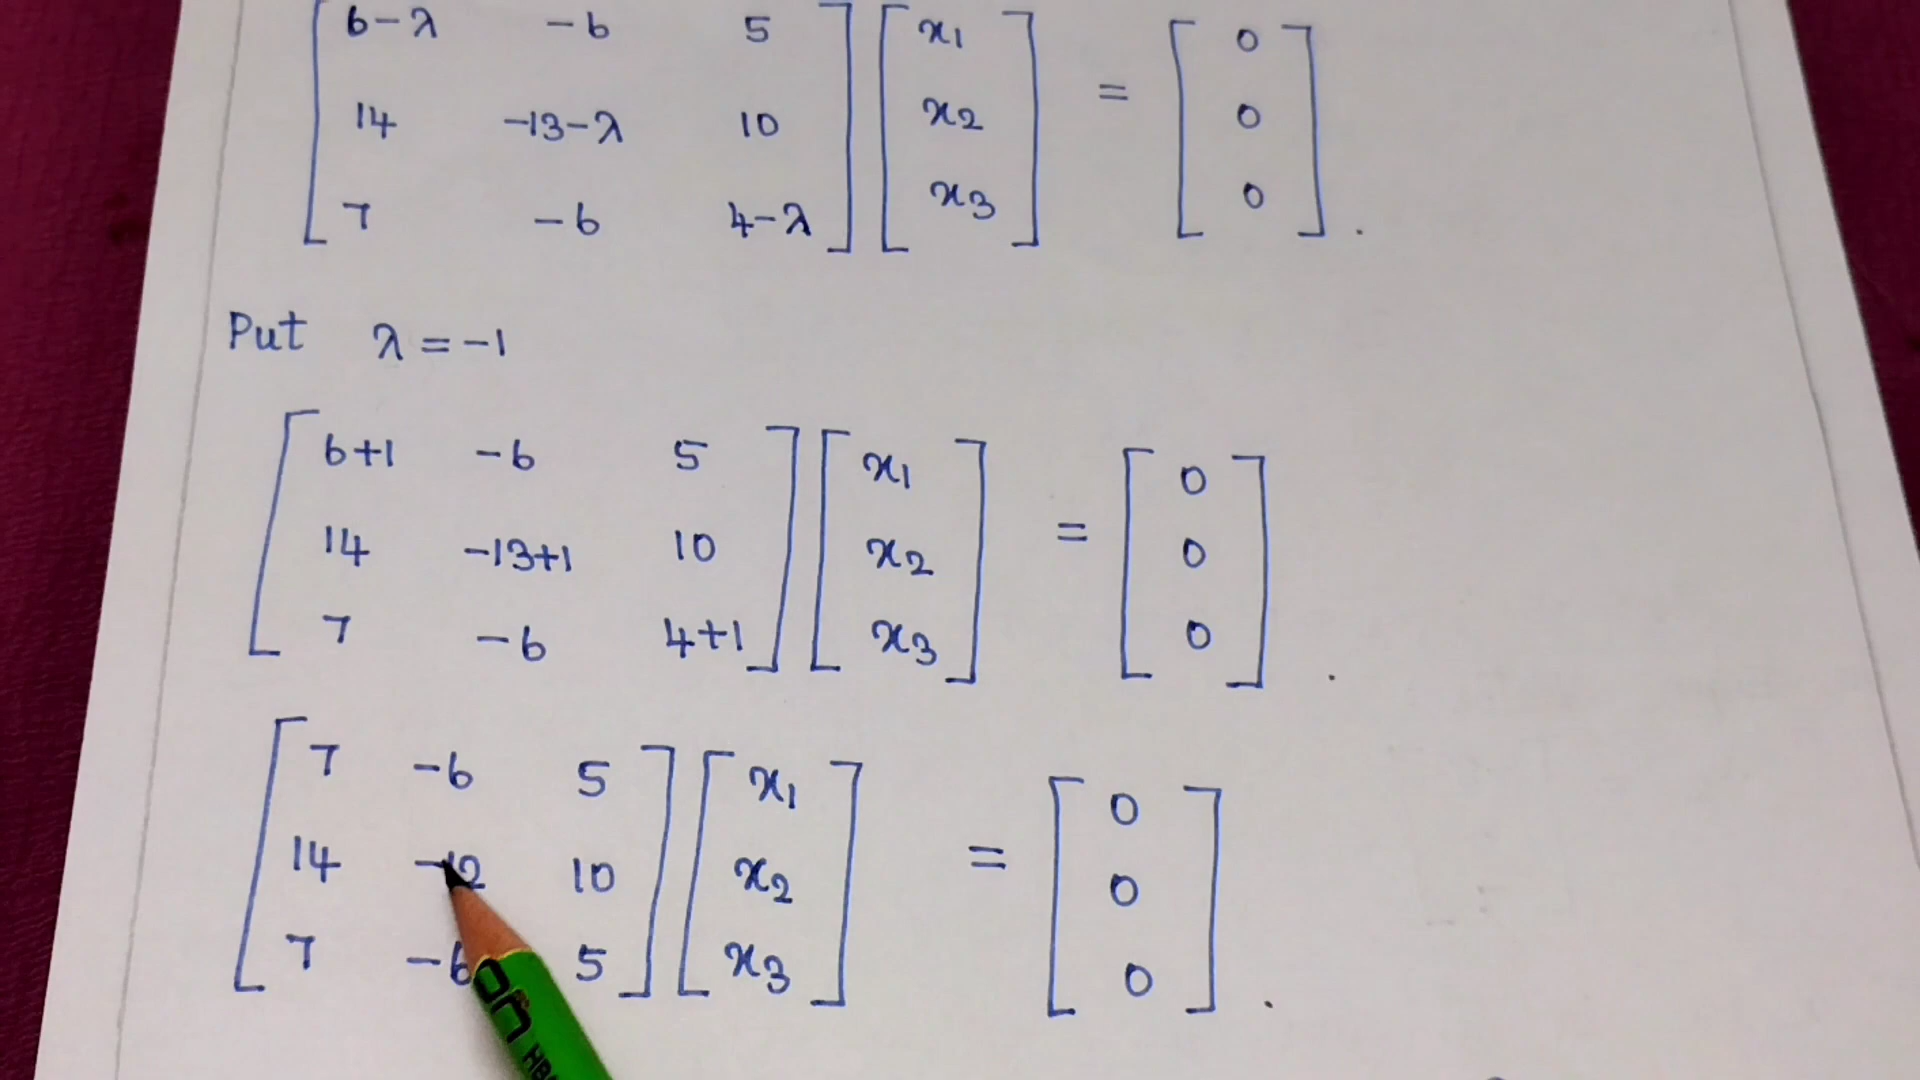 6-λ -6 5 x1 0
14 -13-λ 10 x2 = 0
7 -6 4-λ x3 0 .
Put λ = -1
6+1 -6 5 x1 0
14 -13+1 10 x2 = 0
7 -6 4+1 x3 0 .
7 -6 5 x1 0
14 -12 10 x2 = 0
7 -6 5 x3 0 .